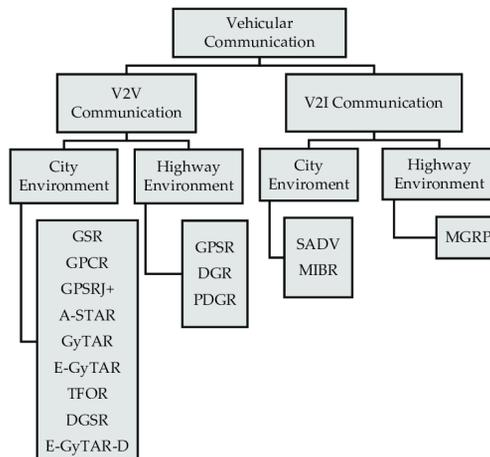 Vehicular
Communication
V2V
Communication
V2I Communication
City
Environment
Highway
Environment
City
Enviroment
Highway
Environment
GSR
GPCR
GPSRJ+
A-STAR
GyTAR
E-GyTAR
TFOR
DGSR
E-GyTAR-D
GPSR
DGR
PDGR
SADV
MIBR
MGRP